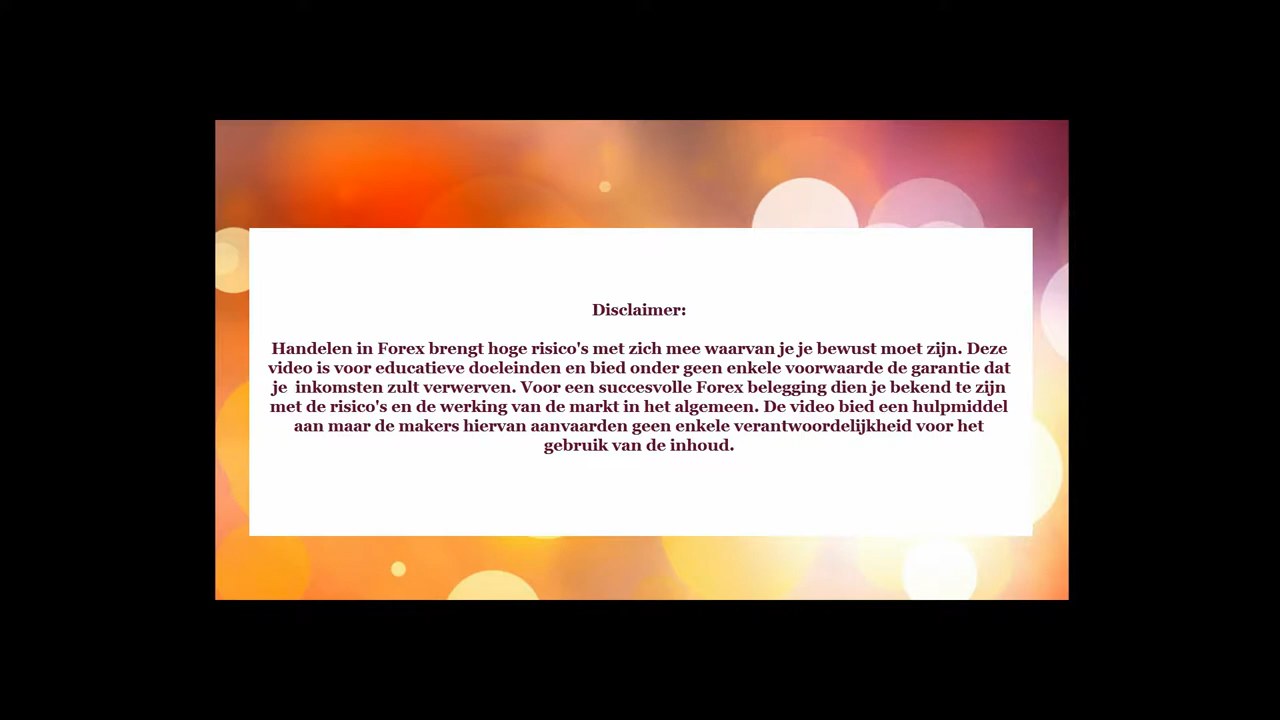 Disclaimer:
Handelen in Forex brengt hoge risico's met zich mee waarvan je je bewust moet zijn. Deze
video is voor educatieve doeleinden en bied onder geen enkele voorwaarde de garantie dat
je  inkomsten zult verwerven. Voor een succesvolle Forex belegging dien je bekend te zijn
met de risico's en de werking van de markt in het algemeen. De video bied een hulpmiddel
aan maar de makers hiervan aanvaarden geen enkele verantwoordelijkheid voor het
gebruik van de inhoud.